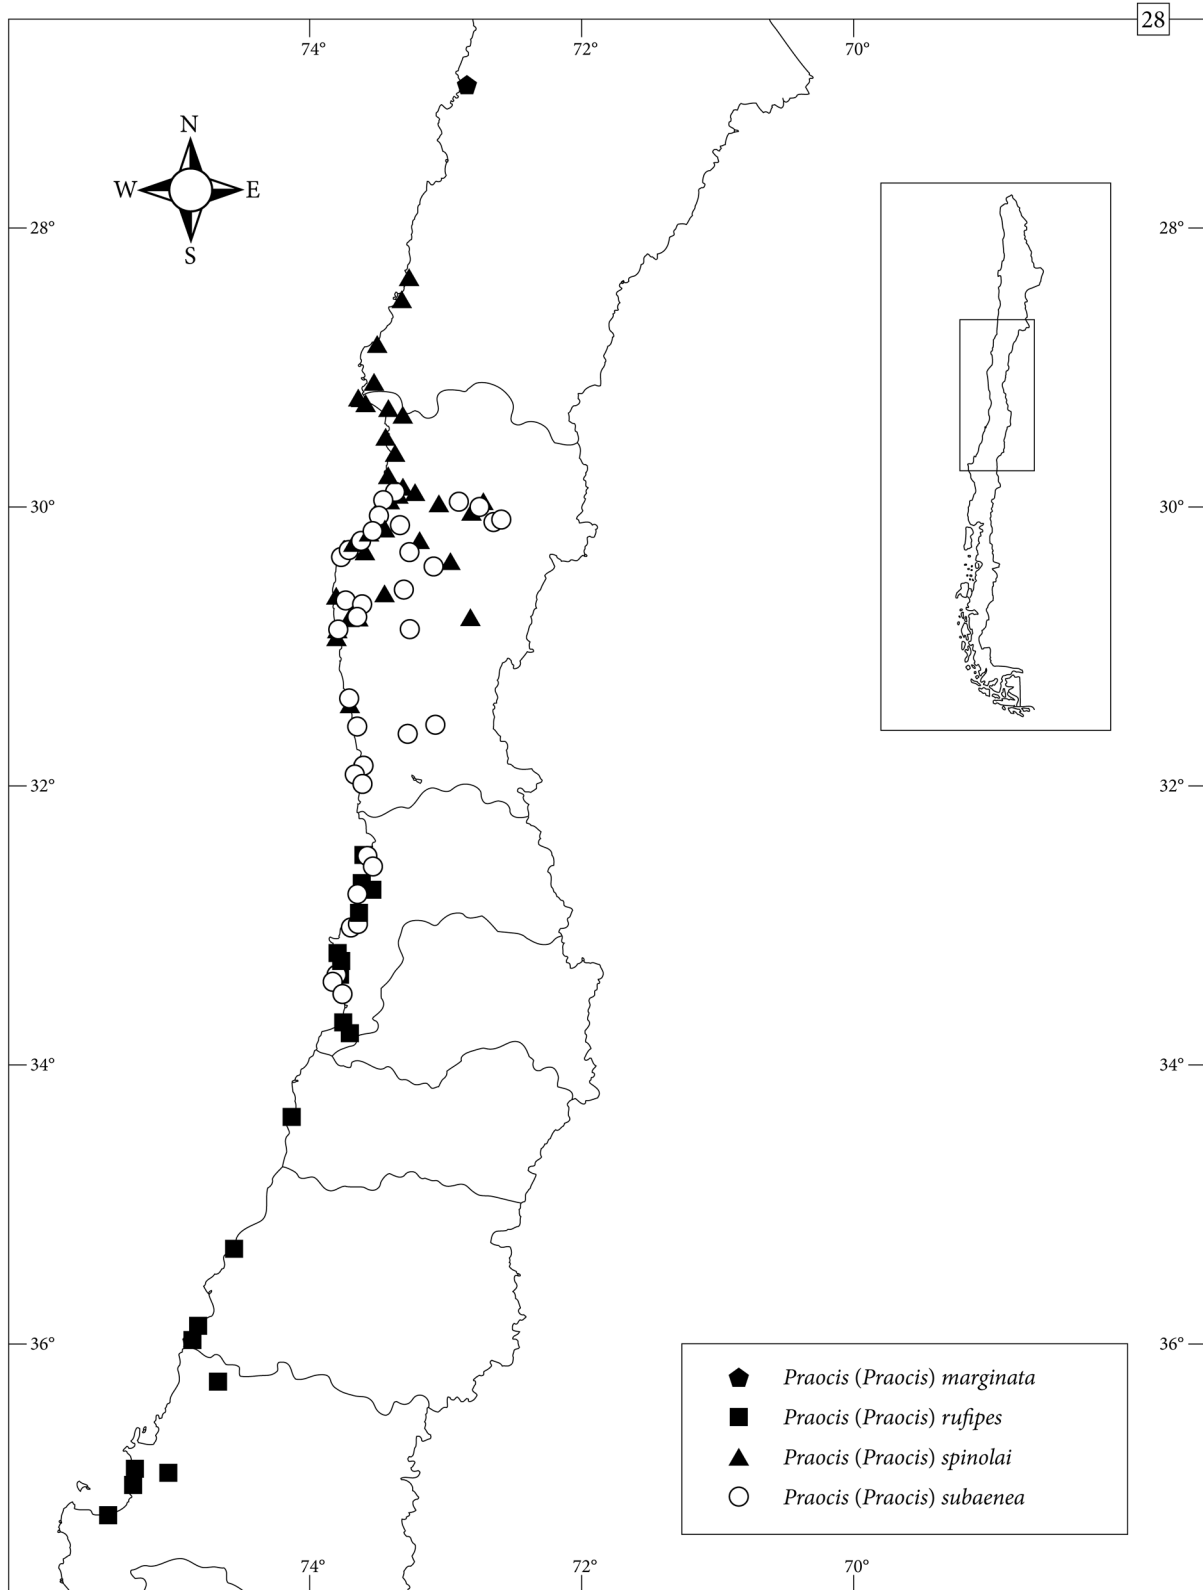 28
74° 72° 70°
N
W E
S
28° 28°
30° 30°
32° 32°
34° 34°
36° 36°
Praocis (Praocis) marginata
Praocis (Praocis) rufipes
Praocis (Praocis) spinolai
Praocis (Praocis) subaenea
74° 72° 70°